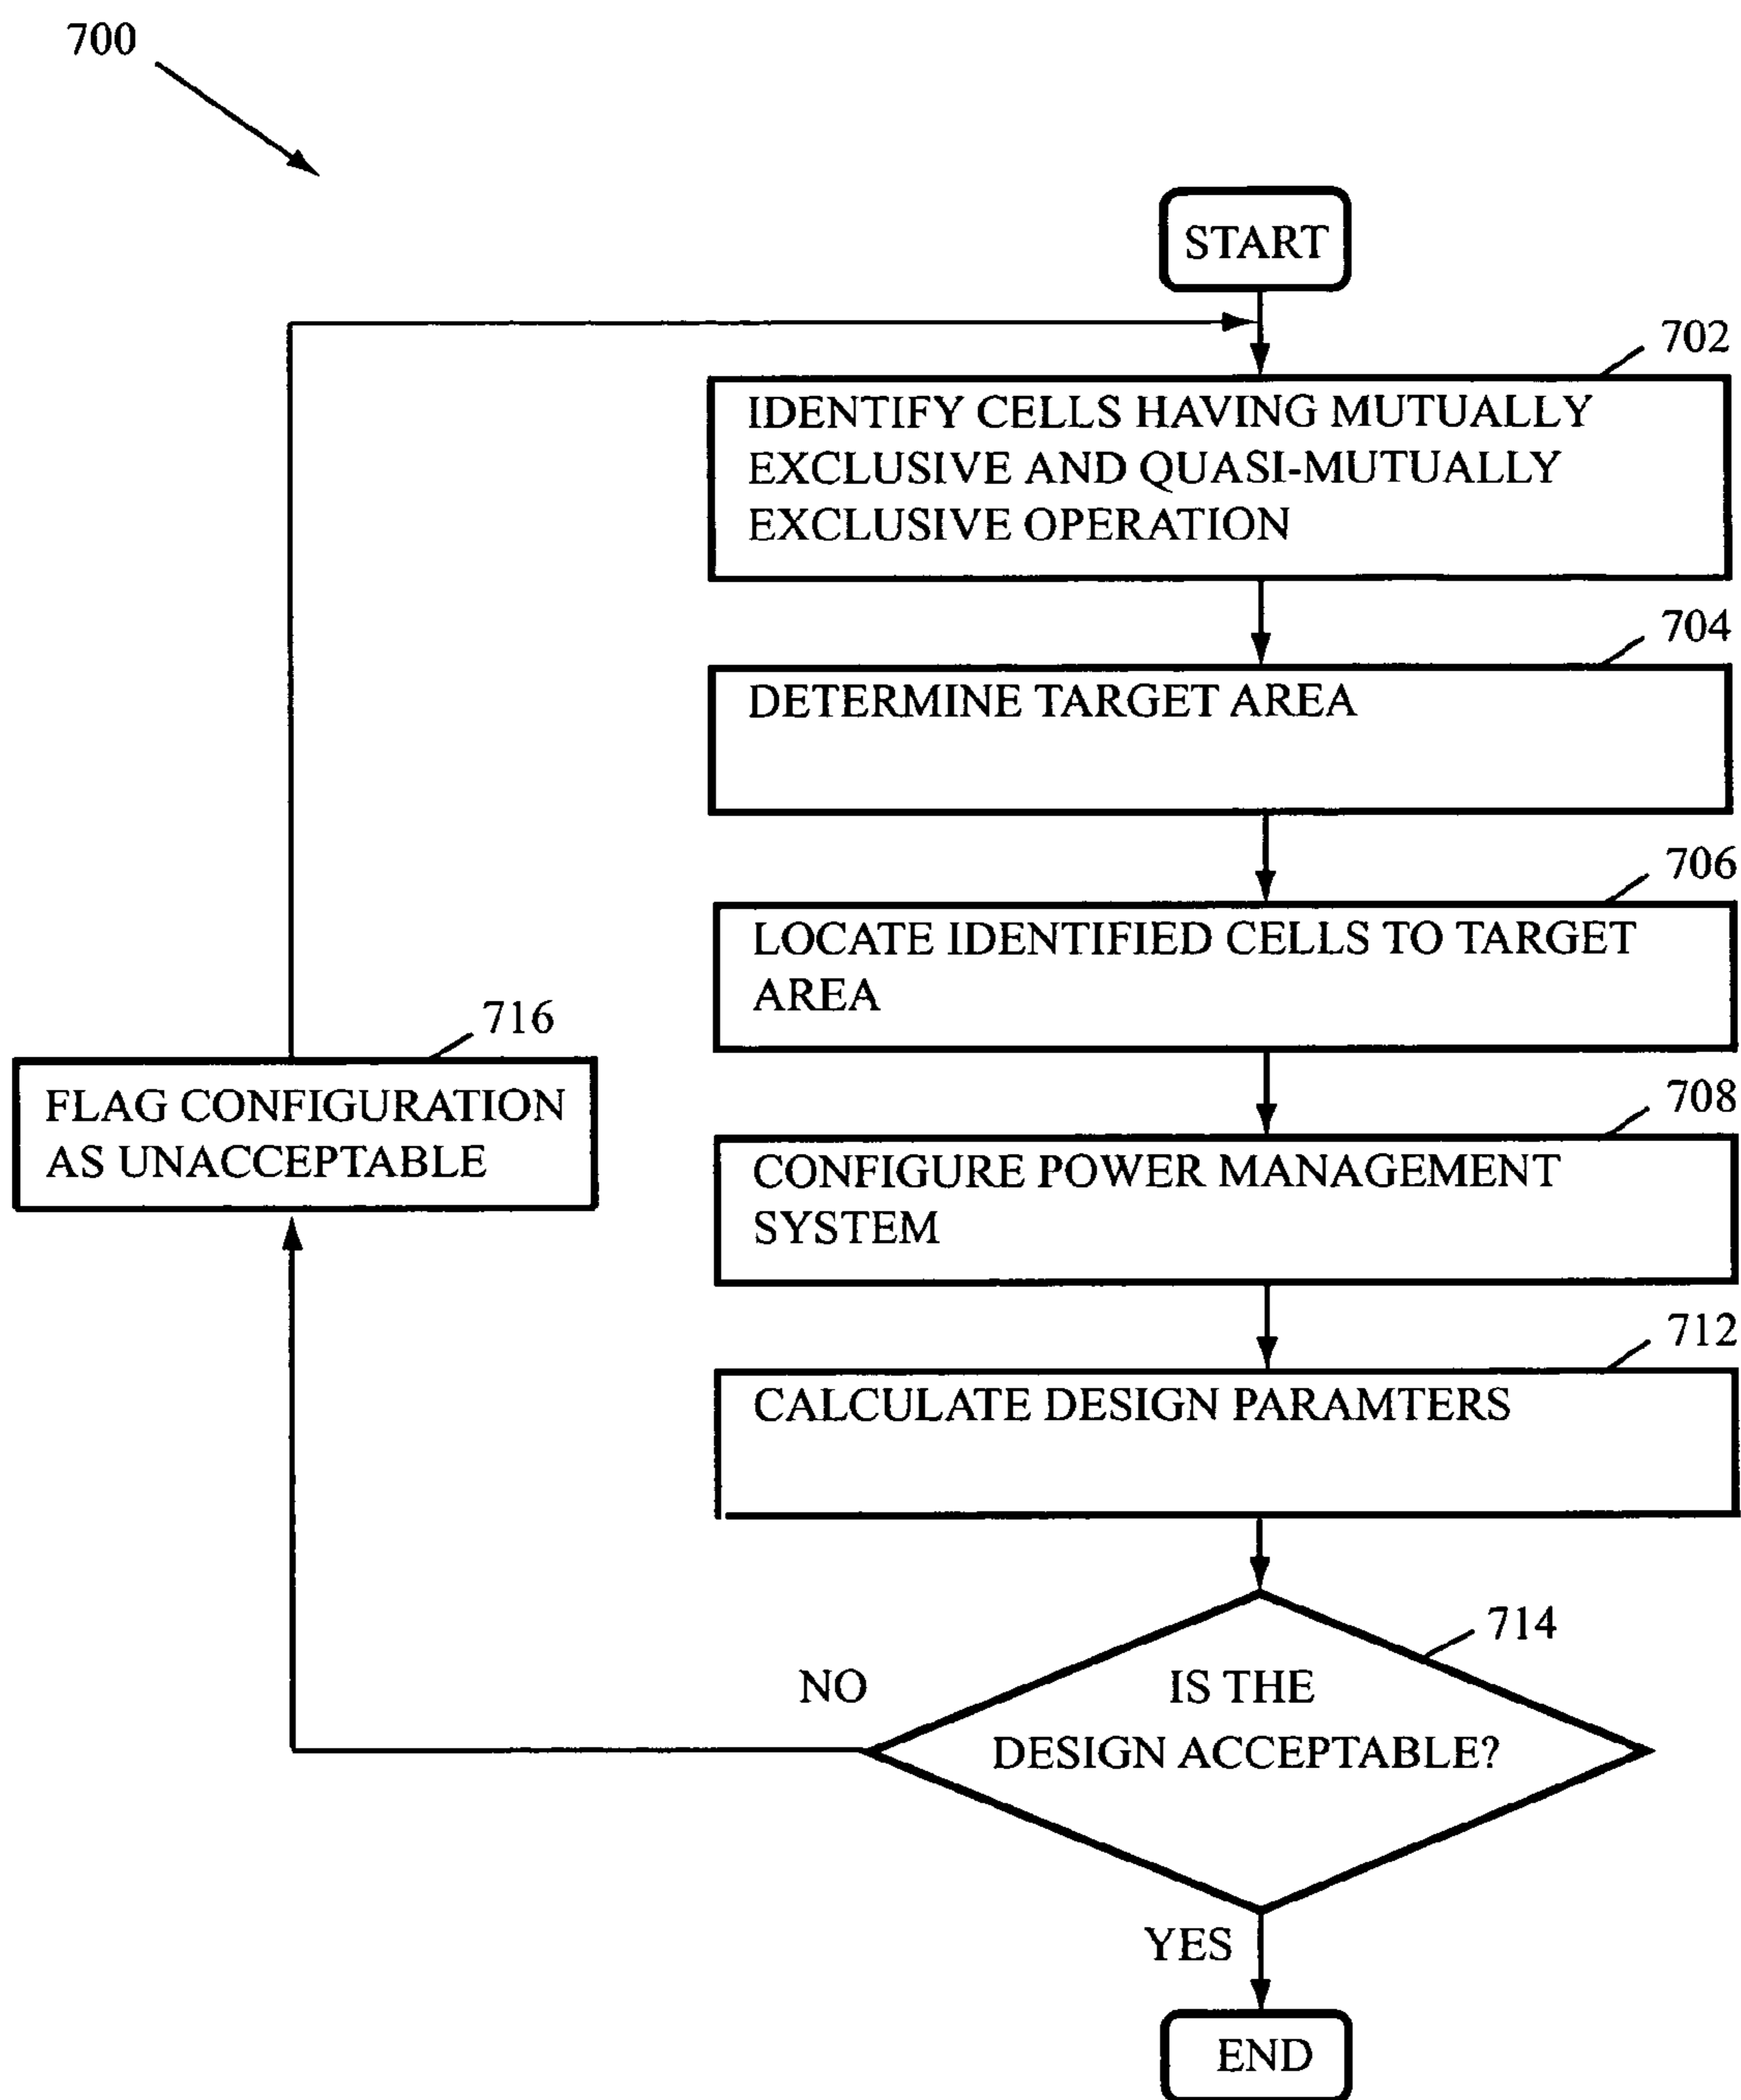 700
START
702
IDENTIFY CELLS HAVING MUTUALLY
EXCLUSIVE AND QUASI-MUTUALLY
EXCLUSIVE OPERATION
704
DETERMINE TARGET AREA
706
LOCATE IDENTIFIED CELLS TO TARGET
AREA
716
FLAG CONFIGURATION
AS UNACCEPTABLE
708
CONFIGURE POWER MANAGEMENT
SYSTEM
712
CALCULATE DESIGN PARAMTERS
714
NO
IS THE
DESIGN ACCEPTABLE?
YES
END